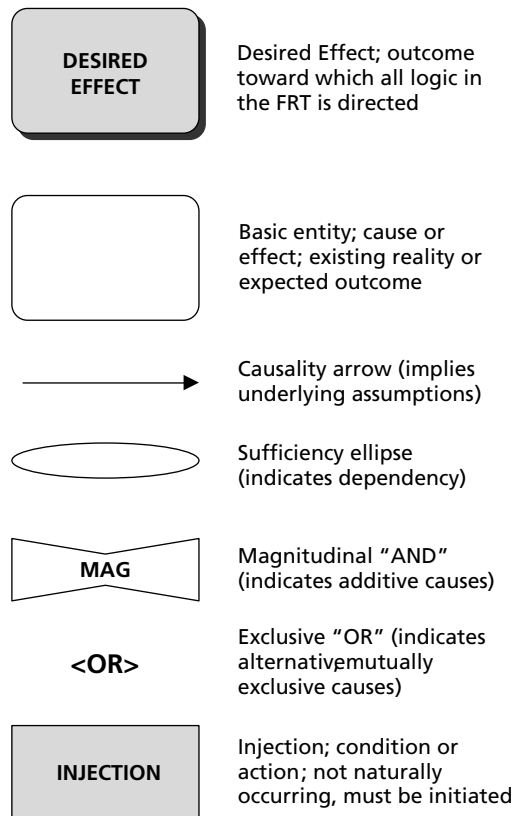 DESIRED
EFFECT
Desired Effect; outcome
toward which all logic in
the FRT is directed
Basic entity; cause or
effect; existing reality or
expected outcome
Causality arrow (implies
underlying assumptions)
Sufficiency ellipse
(indicates dependency)
MAG
Magnitudinal “AND”
(indicates additive causes)
<OR>
Exclusive “OR” (indicates
alternative,mutually
exclusive causes)
INJECTION
Injection; condition or
action; not naturally
occurring, must be initiated